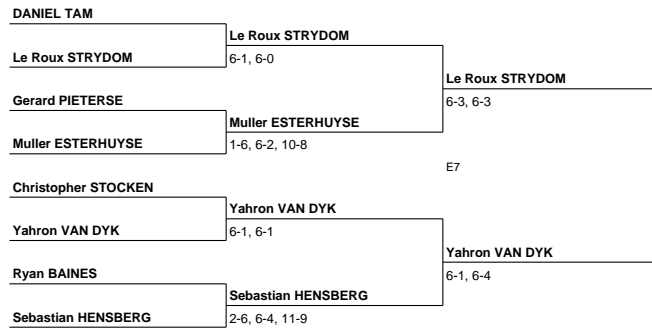 DANIEL TAM
Le Roux STRYDOM
Le Roux STRYDOM
6-1, 6-0
Le Roux STRYDOM
6-3, 6-3
Gerard PIETERSE
Muller ESTERHUYSE
Muller ESTERHUYSE
1-6, 6-2, 10-8
E7
Christopher STOCKEN
Yahron VAN DYK
Yahron VAN DYK
6-1, 6-1
Yahron VAN DYK
6-1, 6-4
Ryan BAINES
Sebastian HENSBERG
Sebastian HENSBERG
2-6, 6-4, 11-9